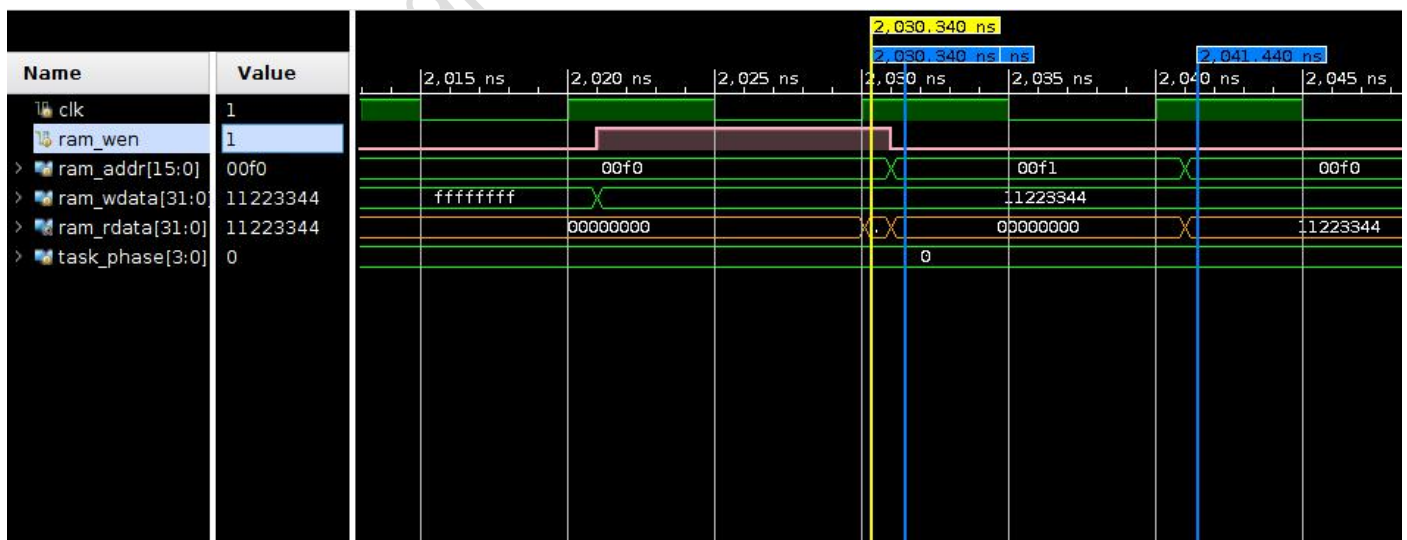 2,030.340 ns
2,030.340 ns ns 2,041.440 ns
Name Value 2,015 ns 2,020 ns 2,025 ns 2,030 ns 2,035 ns 2,040 ns 2,045 ns
clk 1
ram_wen 1
ram_addr[15:0] 00f0 00f0 00f1 00f0
ram_wdata[31:0] 11223344 ffffffff 11223344
ram_rdata[31:0] 11223344 00000000 . 00000000 11223344
task_phase[3:0] 0 0